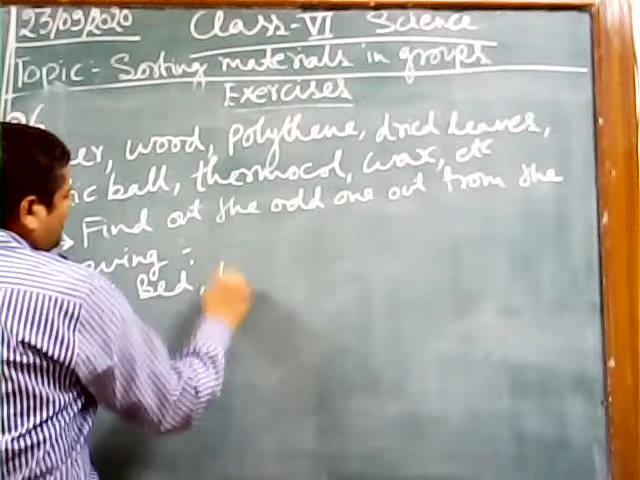 23/09/2020 Class-VI Science
Topic:- Sorting materials in groups
Exercises
er, wood, polythene, dried leaves,
ic ball, thermocol, wax, etc
Find out the odd one out from the
owing :-
Bed,